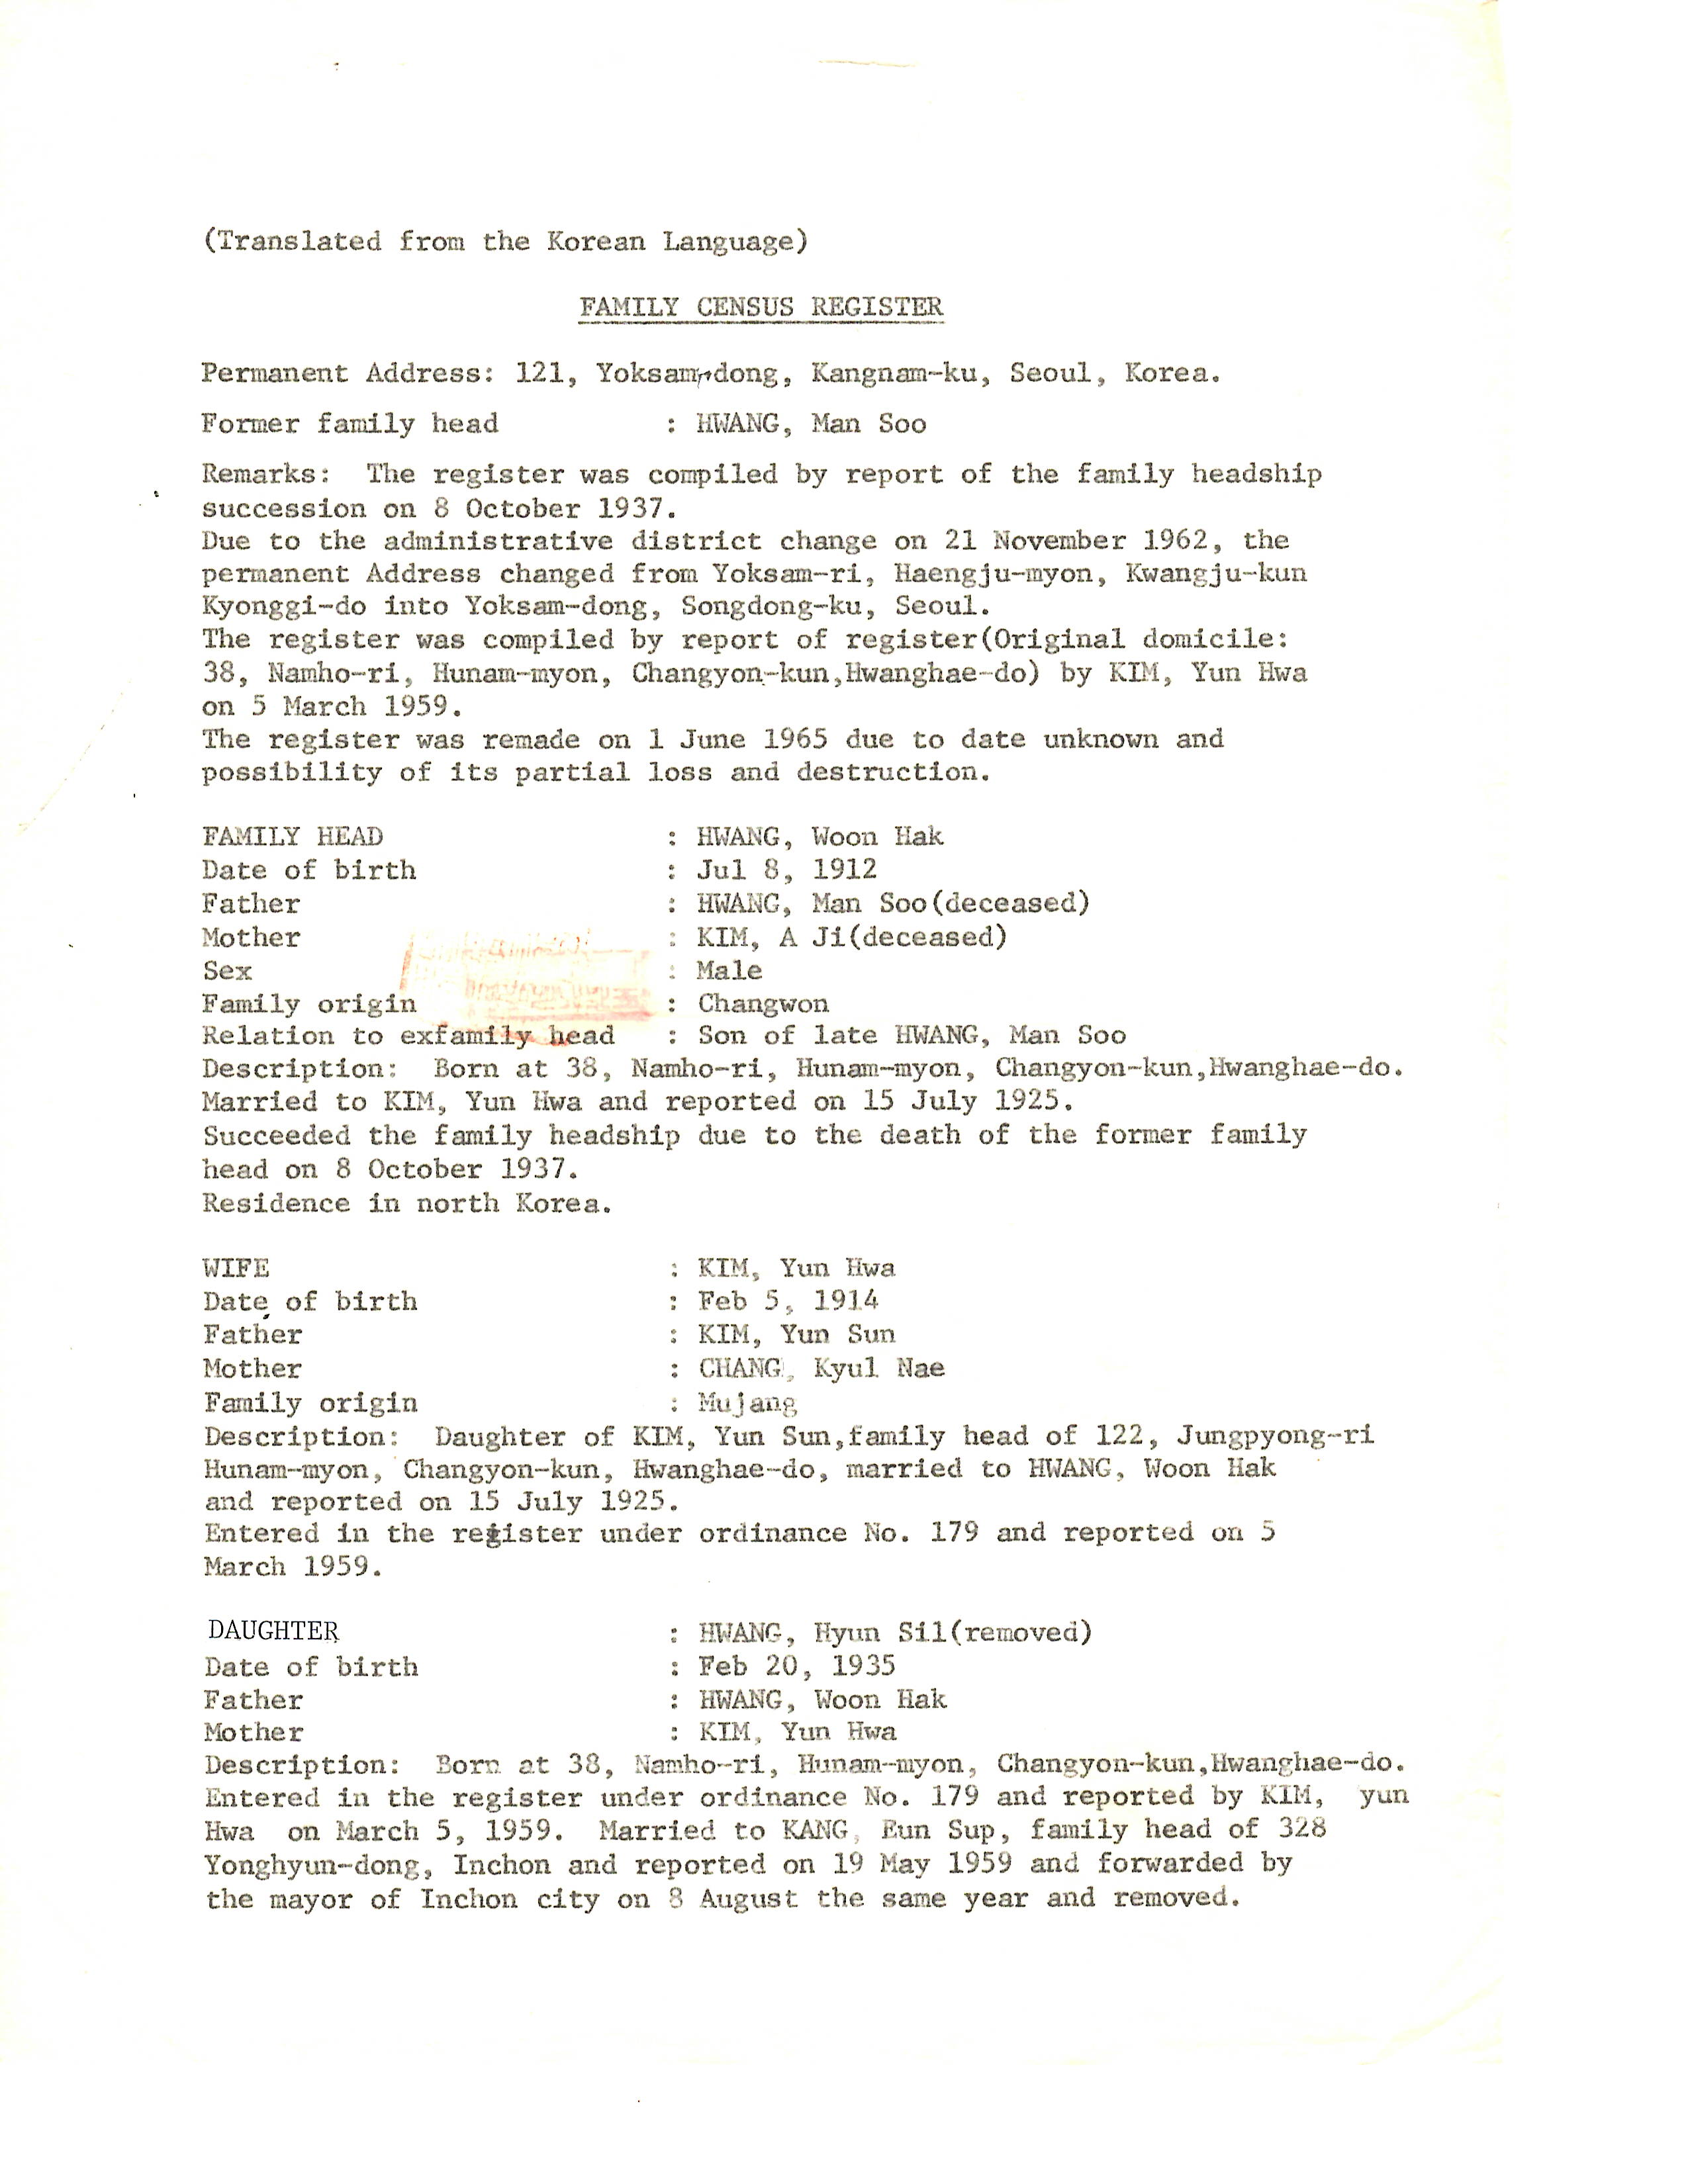 (Translated from the Korean Language)
FAMILY CENSUS REGISTER
Permanent Address: 121, Yoksam-dong, Kangnam-ku, Seoul, Korea.
Former family head : HWANG, Man Soo
Remarks: The register was compiled by report of the family headship
succession on 8 October 1937.
Due to the administrative district change on 21 November 1962, the
permanent Address changed from Yoksam-ri, Haengju-myon, Kwangju-kun
Kyonggi-do into Yoksam-dong, Songdong-ku, Seoul.
The register was compiled by report of register(Original domicile:
38, Namho-ri, Hunam-myon, Changyon-kun,Hwanghae-do) by KIM, Yun Hwa
on 5 March 1959.
The register was remade on 1 June 1965 due to date unknown and
possibility of its partial loss and destruction.
FAMILY HEAD : HWANG, Woon Hak
Date of birth : Jul 8, 1912
Father : HWANG, Man Soo(deceased)
Mother : KIM, A Ji(deceased)
Sex : Male
Family origin : Changwon
Relation to exfamily head : Son of late HWANG, Man Soo
Description: Born at 38, Namho-ri, Hunam-myon, Changyon-kun,Hwanghae-do.
Married to KIM, Yun Hwa and reported on 15 July 1925.
Succeeded the family headship due to the death of the former family
head on 8 October 1937.
Residence in north Korea.
WIFE : KIM, Yun Hwa
Date of birth : Feb 5, 1914
Father : KIM, Yun Sun
Mother : CHANG, Kyul Nae
Family origin : Mujang
Description: Daughter of KIM, Yun Sun,family head of 122, Jungpyong-ri
Hunam-myon, Changyon-kun, Hwanghae-do, married to HWANG, Woon Hak
and reported on 15 July 1925.
Entered in the register under ordinance No. 179 and reported on 5
March 1959.
DAUGHTER : HWANG, Hyun Sil(removed)
Date of birth : Feb 20, 1935
Father : HWANG, Woon Hak
Mother : KIM, Yun Hwa
Description: Born at 38, Namho-ri, Hunam-myon, Changyon-kun,Hwanghae-do.
Entered in the register under ordinance No. 179 and reported by KIM, yun
Hwa on March 5, 1959. Married to KANG, Eun Sup, family head of 328
Yonghyun-dong, Inchon and reported on 19 May 1959 and forwarded by
the mayor of Inchon city on 8 August the same year and removed.